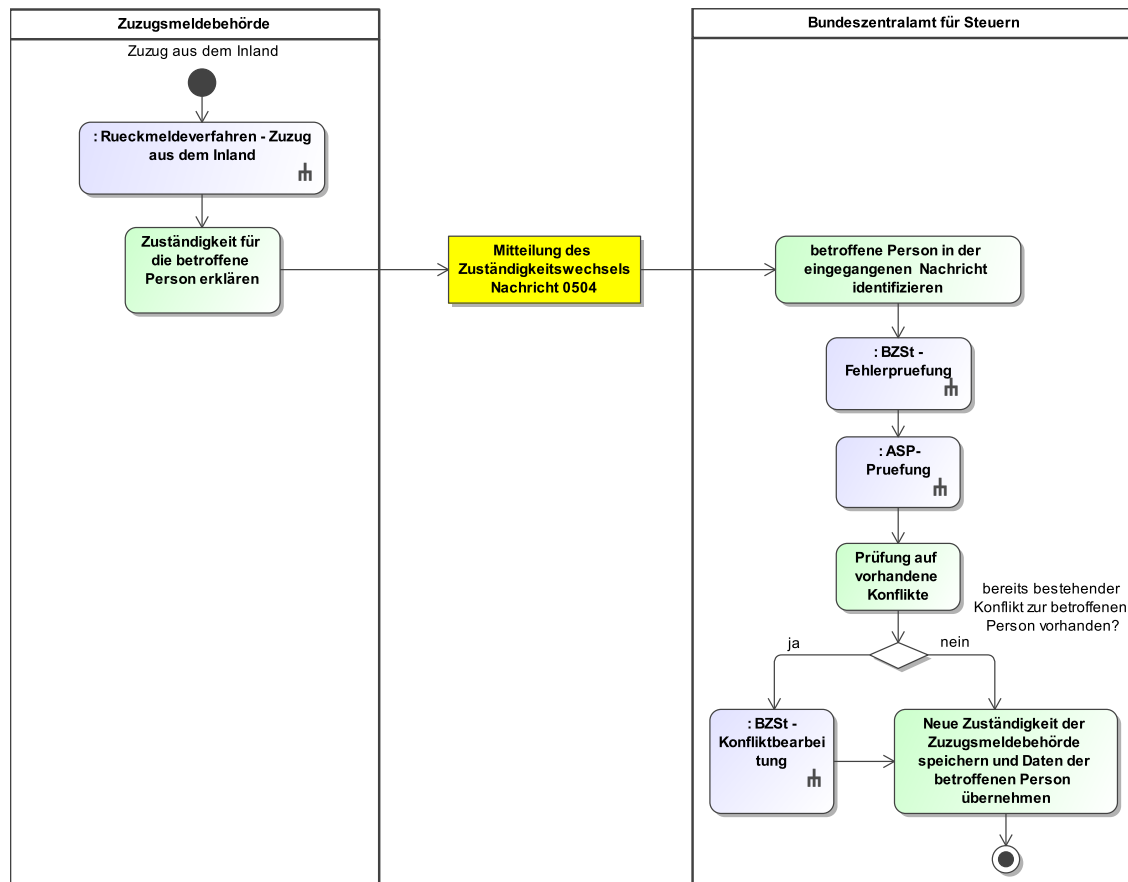 Zuzugsmeldebehörde
Zuzug aus dem Inland
: Rueckmeldeverfahren - Zuzug
aus dem Inland
Zuständigkeit für
die betroffene
Person erklären
Mitteilung des
Zuständigkeitswechsels
Nachricht 0504
Bundeszentralamt für Steuern
betroffene Person in der
eingegangenen Nachricht
identifizieren
: BZSt -
Fehlerpruefung
: ASP-
Pruefung
Prüfung auf
vorhandene
Konflikte
bereits bestehender
Konflikt zur betroffenen
Person vorhanden?
ja
nein
: BZSt -
Konfliktbearbei
tung
Neue Zuständigkeit der
Zuzugsmeldebehörde
speichern und Daten der
betroffenen Person
übernehmen